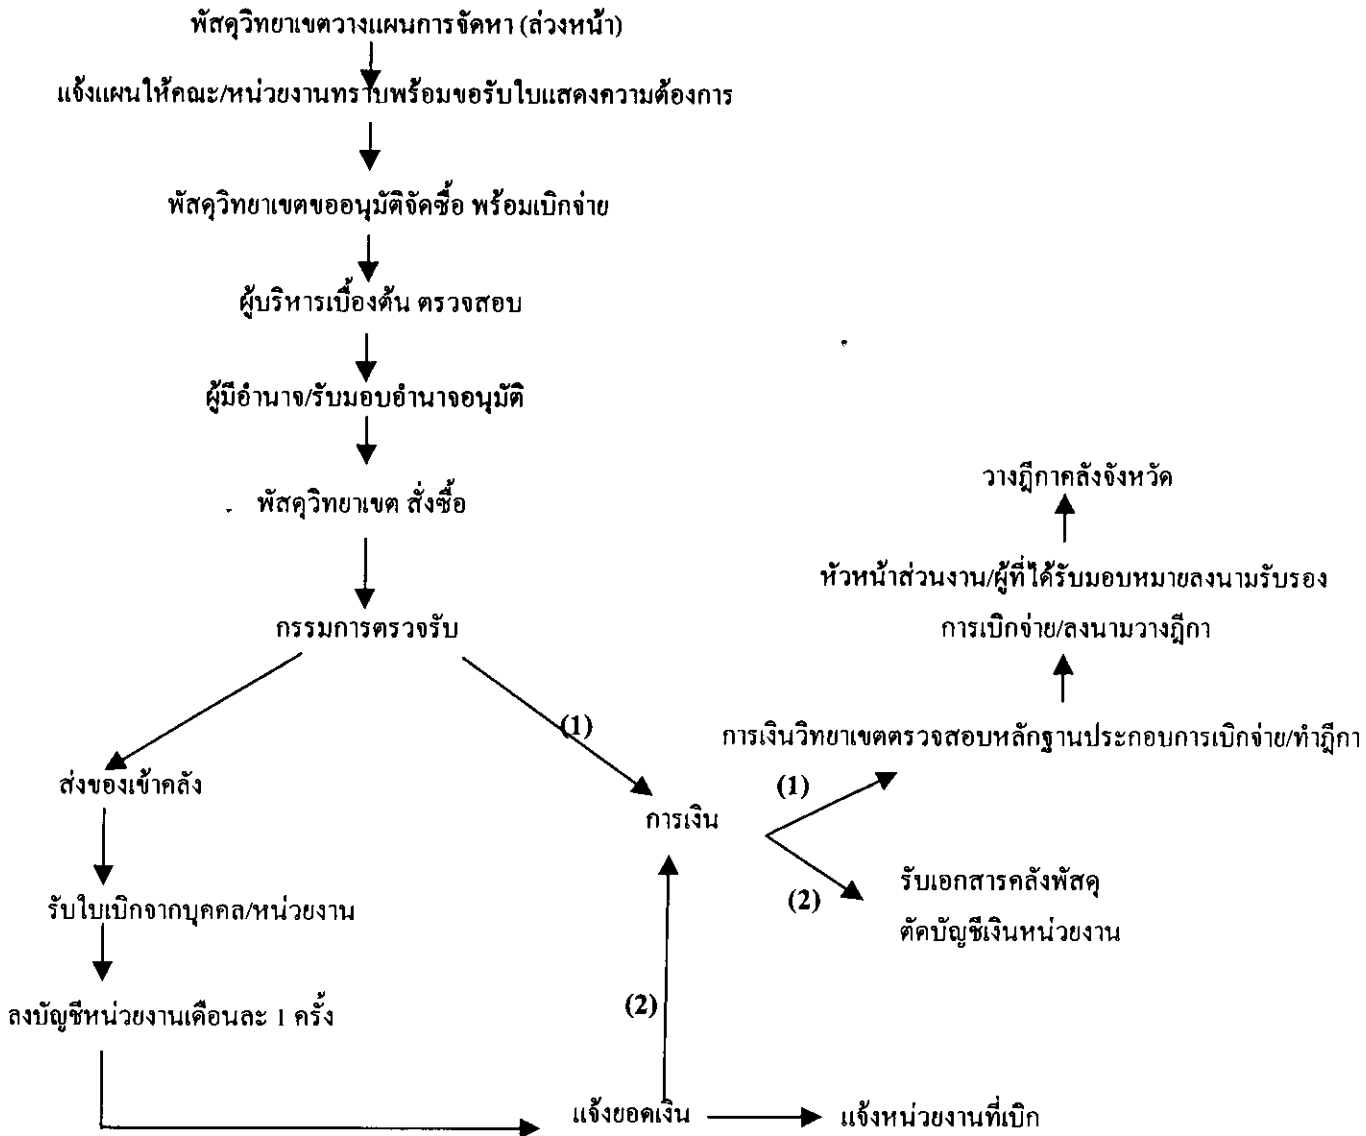 พัสดุวิทยาเขตวางแผนการจัดหา (ล่วงหน้า)
แจ้งแผนให้คณะ/หน่วยงานทราบพร้อมขอรับใบแสดงความต้องการ
พัสดุวิทยาเขตขออนุมัติจัดซื้อ พร้อมเบิกจ่าย
ผู้บริหารเบื้องต้น ตรวจสอบ
ผู้มีอำนาจ/รับมอบอำนาจอนุมัติ
พัสดุวิทยาเขต สั่งซื้อ
กรรมการตรวจรับ
ส่งของเข้าคลัง
รับใบเบิกจากบุคคล/หน่วยงาน
ลงบัญชีหน่วยงานเดือนละ 1 ครั้ง
แจ้งยอดเงิน
แจ้งหน่วยงานที่เบิก
(2)
(1)
การเงิน
(1)
(2)
รับเอกสารคลังพัสดุ
ตัดบัญชีเงินหน่วยงาน
การเงินวิทยาเขตตรวจสอบหลักฐานประกอบการเบิกจ่าย/ทำฎีกา
หัวหน้าส่วนงาน/ผู้ที่ได้รับมอบหมายลงนามรับรอง
การเบิกจ่าย/ลงนามวางฎีกา
วางฎีกาคลังจังหวัด